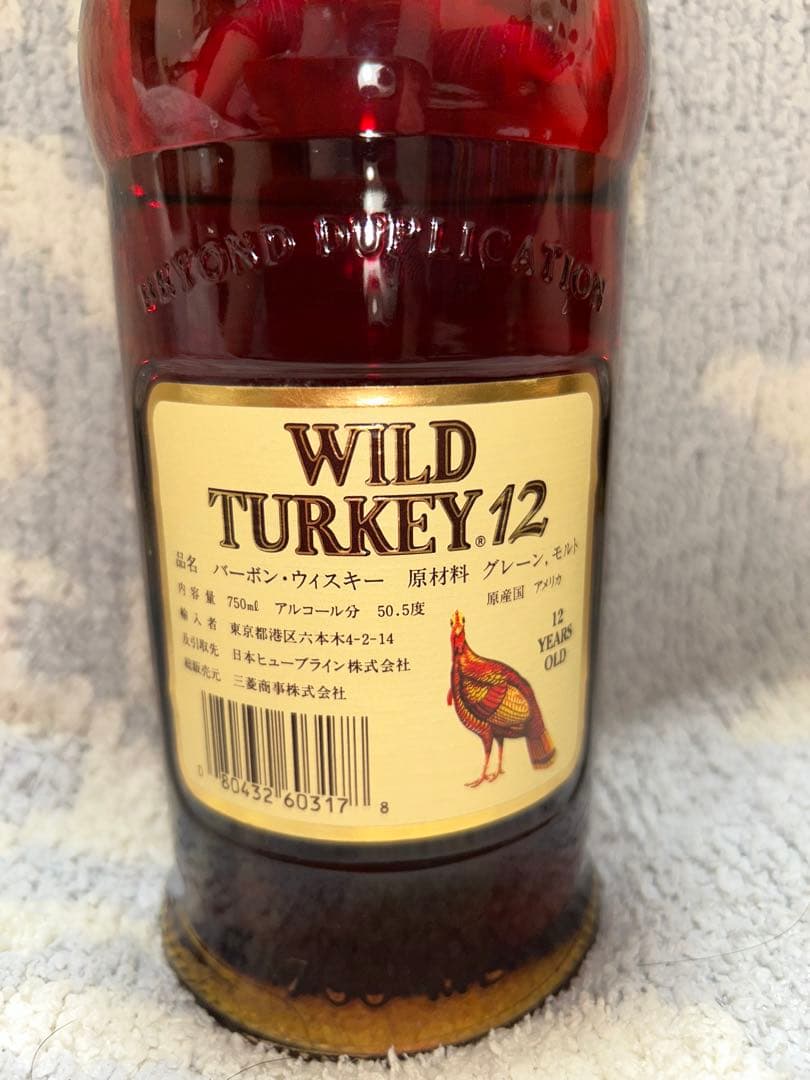 BEYOND DUPLICATION
WILD
TURKEY® 12
品名 バーボン・ウィスキー 原材料 グレーン, モルト
内容量 750mℓ アルコール分 50.5度 原産国 アメリカ
輸入者 東京都港区六本木4-2-14
及引取先 日本ヒューブライン株式会社
総販売元 三菱商事株式会社
12
YEARS
OLD
0 80432 60317 8